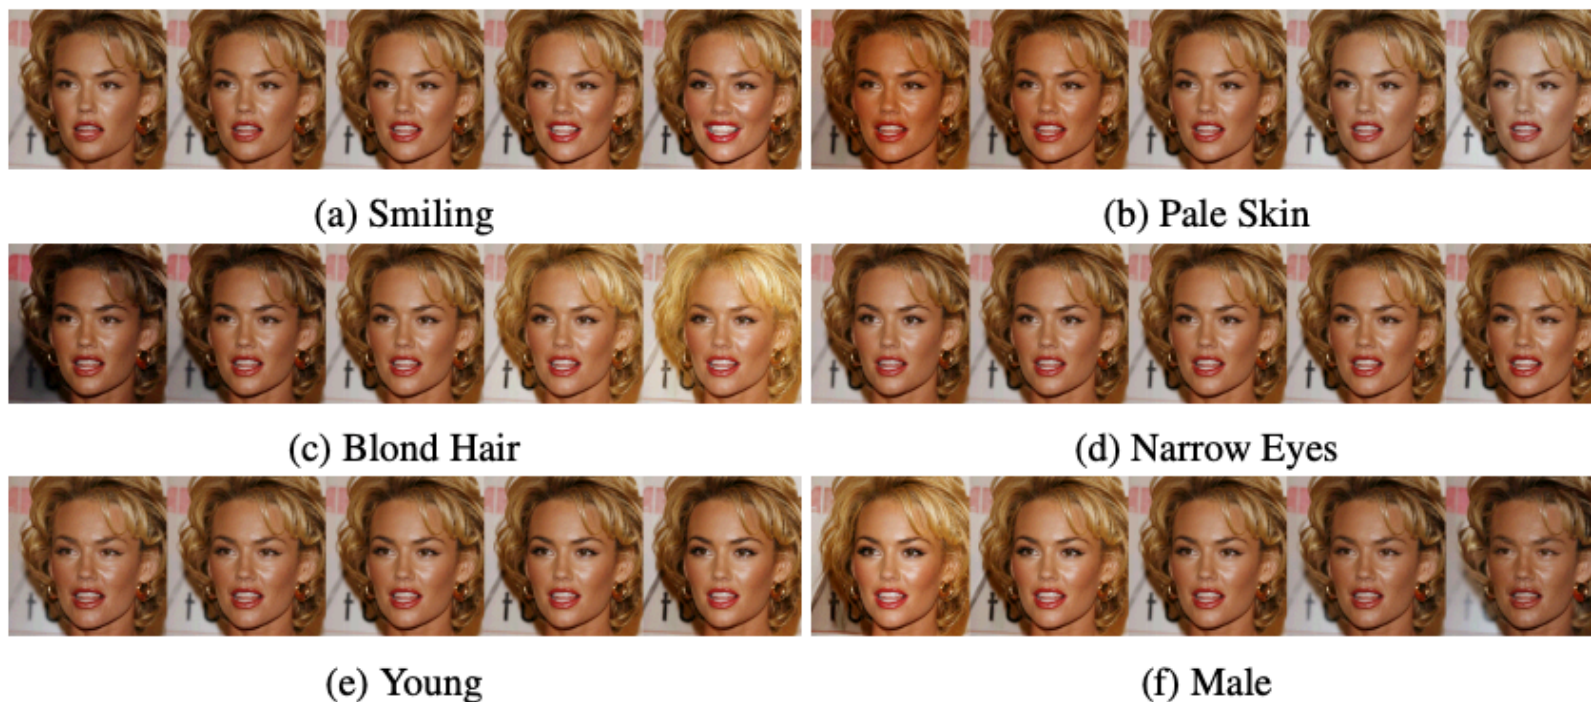 (a) Smiling
(b) Pale Skin
(c) Blond Hair
(d) Narrow Eyes
(e) Young
(f) Male